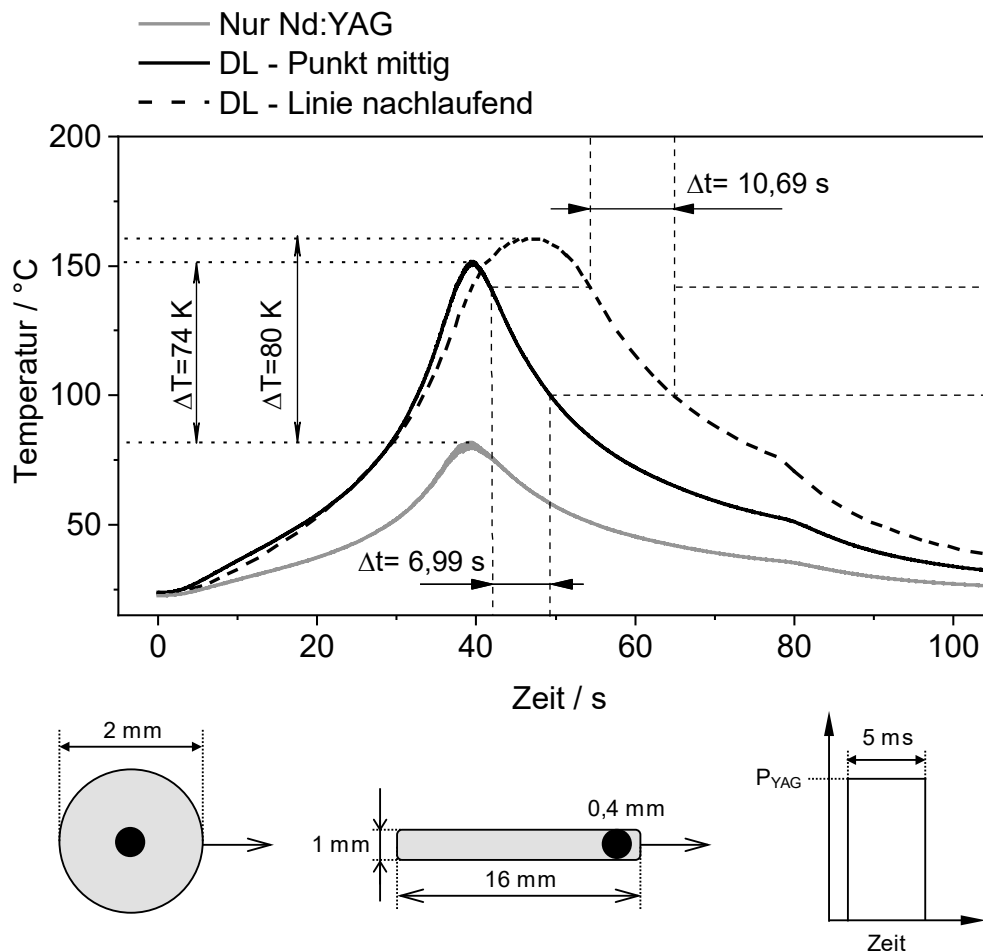 Nur Nd:YAG
DL - Punkt mittig
DL - Linie nachlaufend
200
150
100
50
Temperatur / °C
ΔT=74 K
ΔT=80 K
Δt= 10,69 s
Δt= 6,99 s
0
20
40
60
80
100
Zeit / s
2 mm
1 mm
0,4 mm
16 mm
5 ms
P_YAG
Zeit